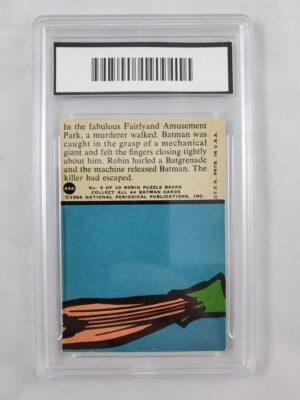 In the fabulous Fairlyand Amusement
Park, a murderer walked. Batman was
caught in the grasp of a mechanical
giant and felt the fingers closing tightly
about him. Robin hurled a Batgrenade
and the machine released Batman. The
killer had escaped.
43A
No. 9 OF 10 ROBIN PUZZLE BACKS
COLLECT ALL 44 BATMAN CARDS
©1966 NATIONAL PERIODICAL PUBLICATIONS, INC.
©T.C.G. PRTD. IN U.S.A.